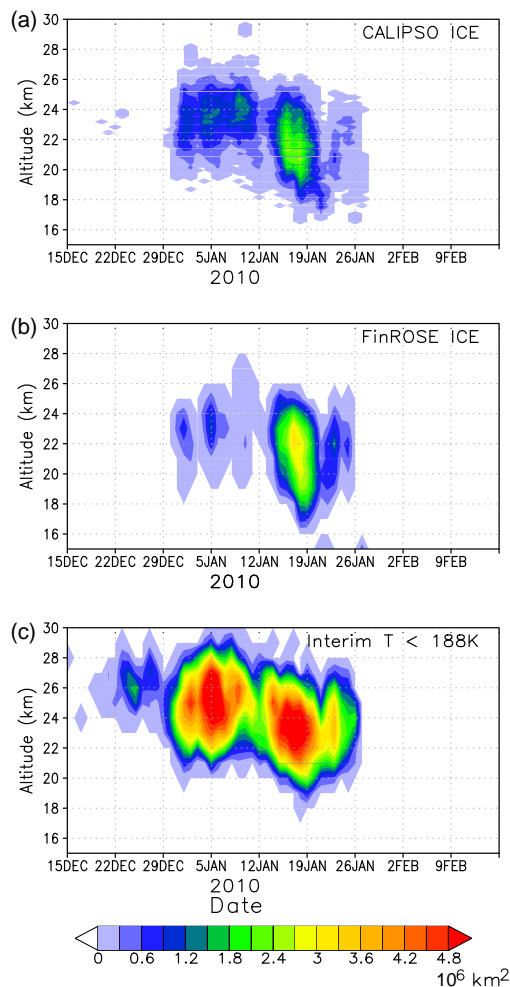 (a)
CALIPSO ICE
Altitude (km)
30
28
26
24
22
20
18
16
15DEC 22DEC 29DEC 5JAN 12JAN 19JAN 26JAN 2FEB 9FEB
2010
(b)
FinROSE ICE
Altitude (km)
30
28
26
24
22
20
18
16
15DEC 22DEC 29DEC 5JAN 12JAN 19JAN 26JAN 2FEB 9FEB
2010
(c)
Interim T < 188K
Altitude (km)
30
28
26
24
22
20
18
16
15DEC 22DEC 29DEC 5JAN 12JAN 19JAN 26JAN 2FEB 9FEB
2010
Date
0 0.6 1.2 1.8 2.4 3 3.6 4.2 4.8
10⁶ km²